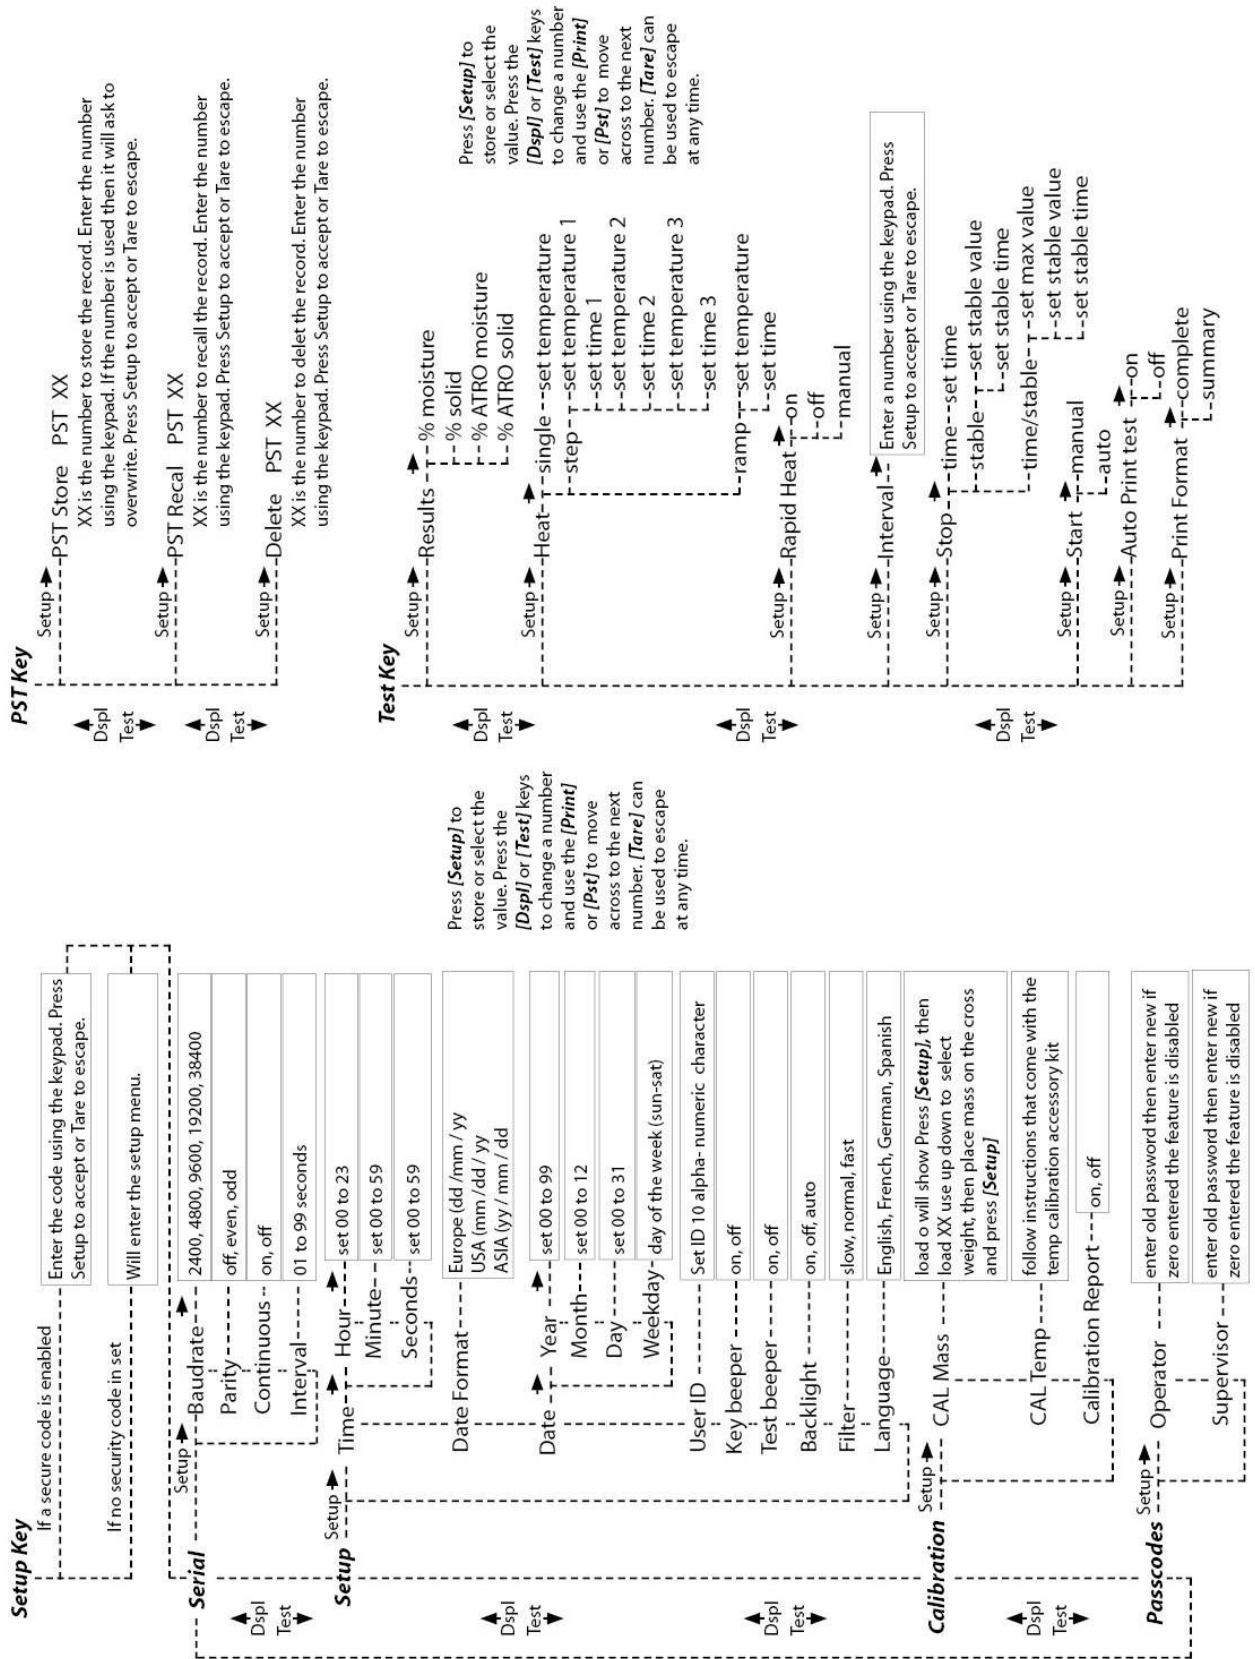 Setup Key
If a secure code is enabled
Enter the code using the keypad. Press
Setup to accept or Tare to escape.
If no security code in set
Will enter the setup menu.
Serial
Setup
Baudrate
2400, 4800, 9600, 19200, 38400
Parity
off, even, odd
Continuous
on, off
Interval
01 to 99 seconds
Dspl
Test
Setup
Setup
Time
Hour
set 00 to 23
Minute
set 00 to 59
Seconds
set 00 to 59
Date Format
Europe (dd /mm / yy
USA (mm / dd / yy
ASIA (yy / mm / dd
Dspl
Test
Date
Year
set 00 to 99
Month
set 00 to 12
Day
set 00 to 31
Weekday
day of the week (sun-sat)
User ID
Set ID 10 alpha- numeric character
Key beeper
on, off
Test beeper
on, off
Backlight
on, off, auto
Filter
slow, normal, fast
Language
English, French, German, Spanish
Dspl
Test
Press [Setup] to
store or select the
value. Press the
[Dspl] or [Test] keys
to change a number
and use the [Print]
or [Pst] to move
across to the next
number. [Tare] can
be used to escape
at any time.
Calibration
Setup
CAL Mass
load o will show Press [Setup], then
load XX use up down to select
weight, then place mass on the cross
and press [Setup]
CAL Temp
follow instructions that come with the
temp calibration accessory kit
Calibration Report
on, off
Dspl
Test
Passcodes
Setup
Operator
enter old password then enter new if
zero entered the feature is disabled
Supervisor
enter old password then enter new if
zero entered the feature is disabled
PST Key
Setup
PST Store PST XX
XX is the number to store the record. Enter the number
using the keypad. If the number is used then it will ask to
overwrite. Press Setup to accept or Tare to escape.
Dspl
Test
Setup
PST Recal PST XX
XX is the number to recall the record. Enter the number
using the keypad. Press Setup to accept or Tare to escape.
Dspl
Test
Setup
Delete PST XX
XX is the number to delet the record. Enter the number
using the keypad. Press Setup to accept or Tare to escape.
Test Key
Setup
Results
% moisture
% solid
% ATRO moisture
% ATRO solid
Dspl
Test
Setup
Heat
single
set temperature
step
set temperature 1
set time 1
set temperature 2
set time 2
set temperature 3
set time 3
ramp
set temperature
set time
Press [Setup] to
store or select the
value. Press the
[Dspl] or [Test] keys
to change a number
and use the [Print]
or [Pst] to move
across to the next
number. [Tare] can
be used to escape
at any time.
Dspl
Test
Setup
Rapid Heat
on
off
manual
Setup
Interval
Enter a number using the keypad. Press
Setup to accept or Tare to escape.
Setup
Stop
time
set time
stable
set stable value
set stable time
time/stable
set max value
set stable value
set stable time
Dspl
Test
Setup
Start
manual
auto
Setup
Auto Print test
on
off
Setup
Print Format
complete
summary